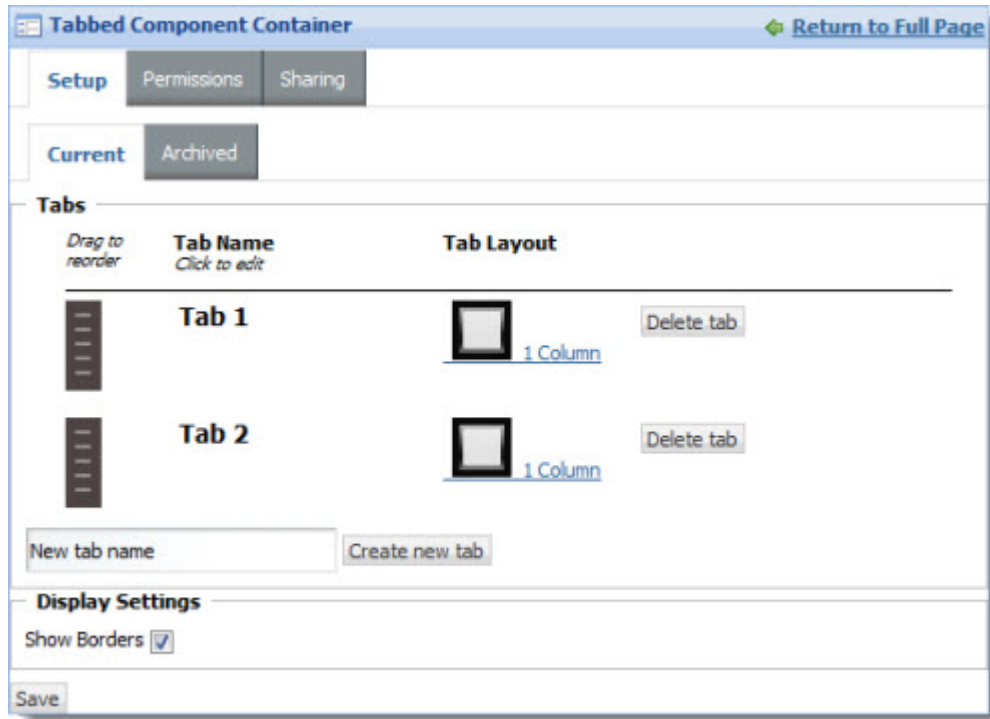 Tabbed Component Container Return to Full Page
Setup Permissions Sharing
Current Archived
Tabs
Drag to reorder
Tab Name
Click to edit
Tab Layout
Tab 1 1 Column Delete tab
Tab 2 1 Column Delete tab
New tab name Create new tab
Display Settings
Show Borders
Save